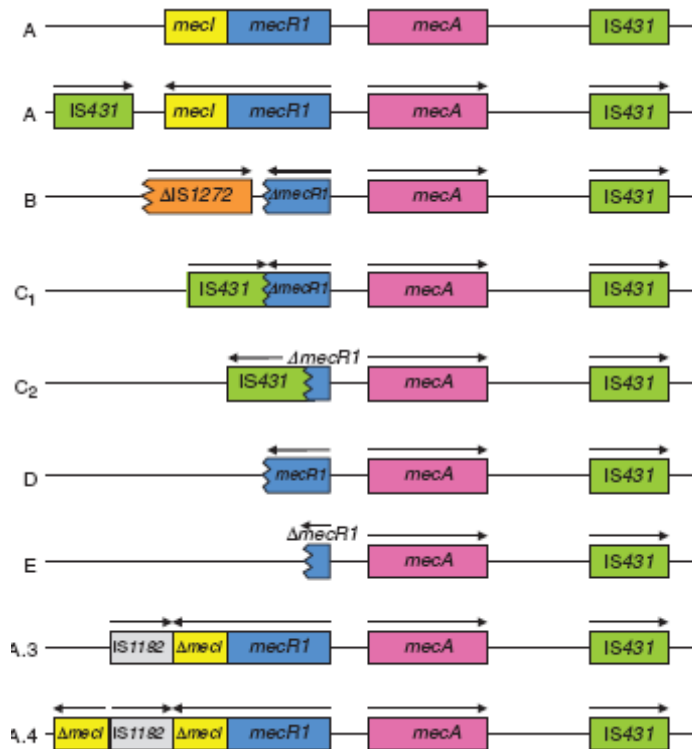 A mecI mecR1 mecA IS431
A IS431 mecI mecR1 mecA IS431
B ΔIS1272 ΔmecR1 mecA IS431
C1 IS431 ΔmecR1 mecA IS431
ΔmecR1
C2 IS431 mecA IS431
D mecR1 mecA IS431
ΔmecR1
E mecA IS431
A.3 IS1182 ΔmecI mecR1 mecA IS431
A.4 ΔmecI IS1182 ΔmecI mecR1 mecA IS431